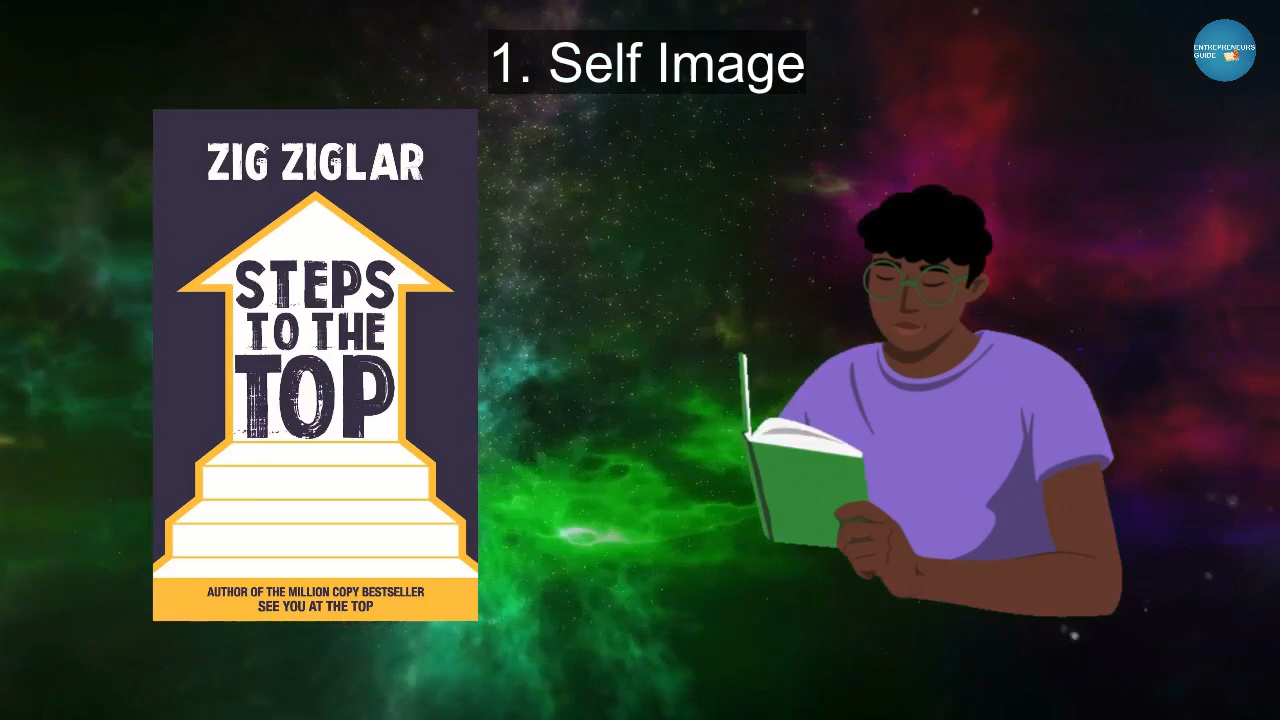 1. Self Image
ENTREPRENEURS
GUIDE
ZIG ZIGLAR
STEPS
TO THE
TOP
AUTHOR OF THE MILLION COPY BESTSELLER
SEE YOU AT THE TOP